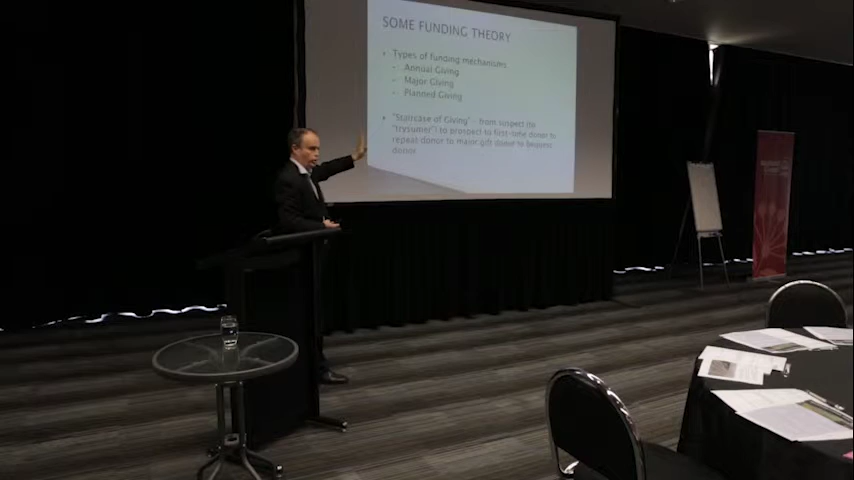 SOME FUNDING THEORY
• Types of funding mechanisms
- Annual Giving
- Major Giving
- Planned Giving
• "Staircase of Giving" - from suspect (to
"trysumer") to prospect to first-time donor to
repeat donor to major gift donor to bequest
donor